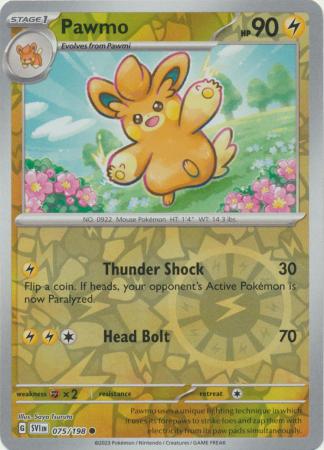 STAGE 1
Pawmo
HP 90
Evolves from Pawmi
NO. 0922 Mouse Pokémon HT: 1'4" WT: 14.3 lbs.
Thunder Shock 30
Flip a coin. If heads, your opponent's Active Pokémon is
now Paralyzed.
Head Bolt 70
weakness ×2 resistance retreat
Illus. Saya Tsuruta
G SVI EN 075/198
Pawmo uses a unique fighting technique in which
it uses its forepaws to strike foes and zap them with
electricity from its pads simultaneously.
©2023 Pokémon / Nintendo / Creatures / GAME FREAK